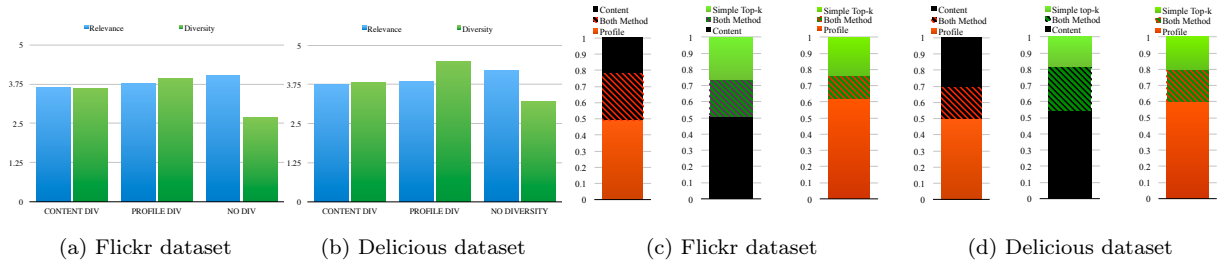 Relevance Diversity
5
3.75
2.5
1.25
0
CONTENT DIV PROFILE DIV NO DIV
(a) Flickr dataset
Relevance Diversity
5
3.75
2.5
1.25
0
CONTENT DIV PROFILE DIV NO DIVERSITY
(b) Delicious dataset
Content
Both Method
Profile
1
0.9
0.8
0.7
0.6
0.5
0.4
0.3
0.2
0.1
0
Simple Top-k
Both Method
Content
1
0.9
0.8
0.7
0.6
0.5
0.4
0.3
0.2
0.1
0
Simple Top-k
Both Method
Profile
1
0.9
0.8
0.7
0.6
0.5
0.4
0.3
0.2
0.1
0
(c) Flickr dataset
Content
Both Method
Profile
1
0.9
0.8
0.7
0.6
0.5
0.4
0.3
0.2
0.1
0
Simple Top-k
Both Method
Content
1
0.9
0.8
0.7
0.6
0.5
0.4
0.3
0.2
0.1
0
Simple Top-k
Both Method
Profile
1
0.9
0.8
0.7
0.6
0.5
0.4
0.3
0.2
0.1
0
(d) Delicious dataset